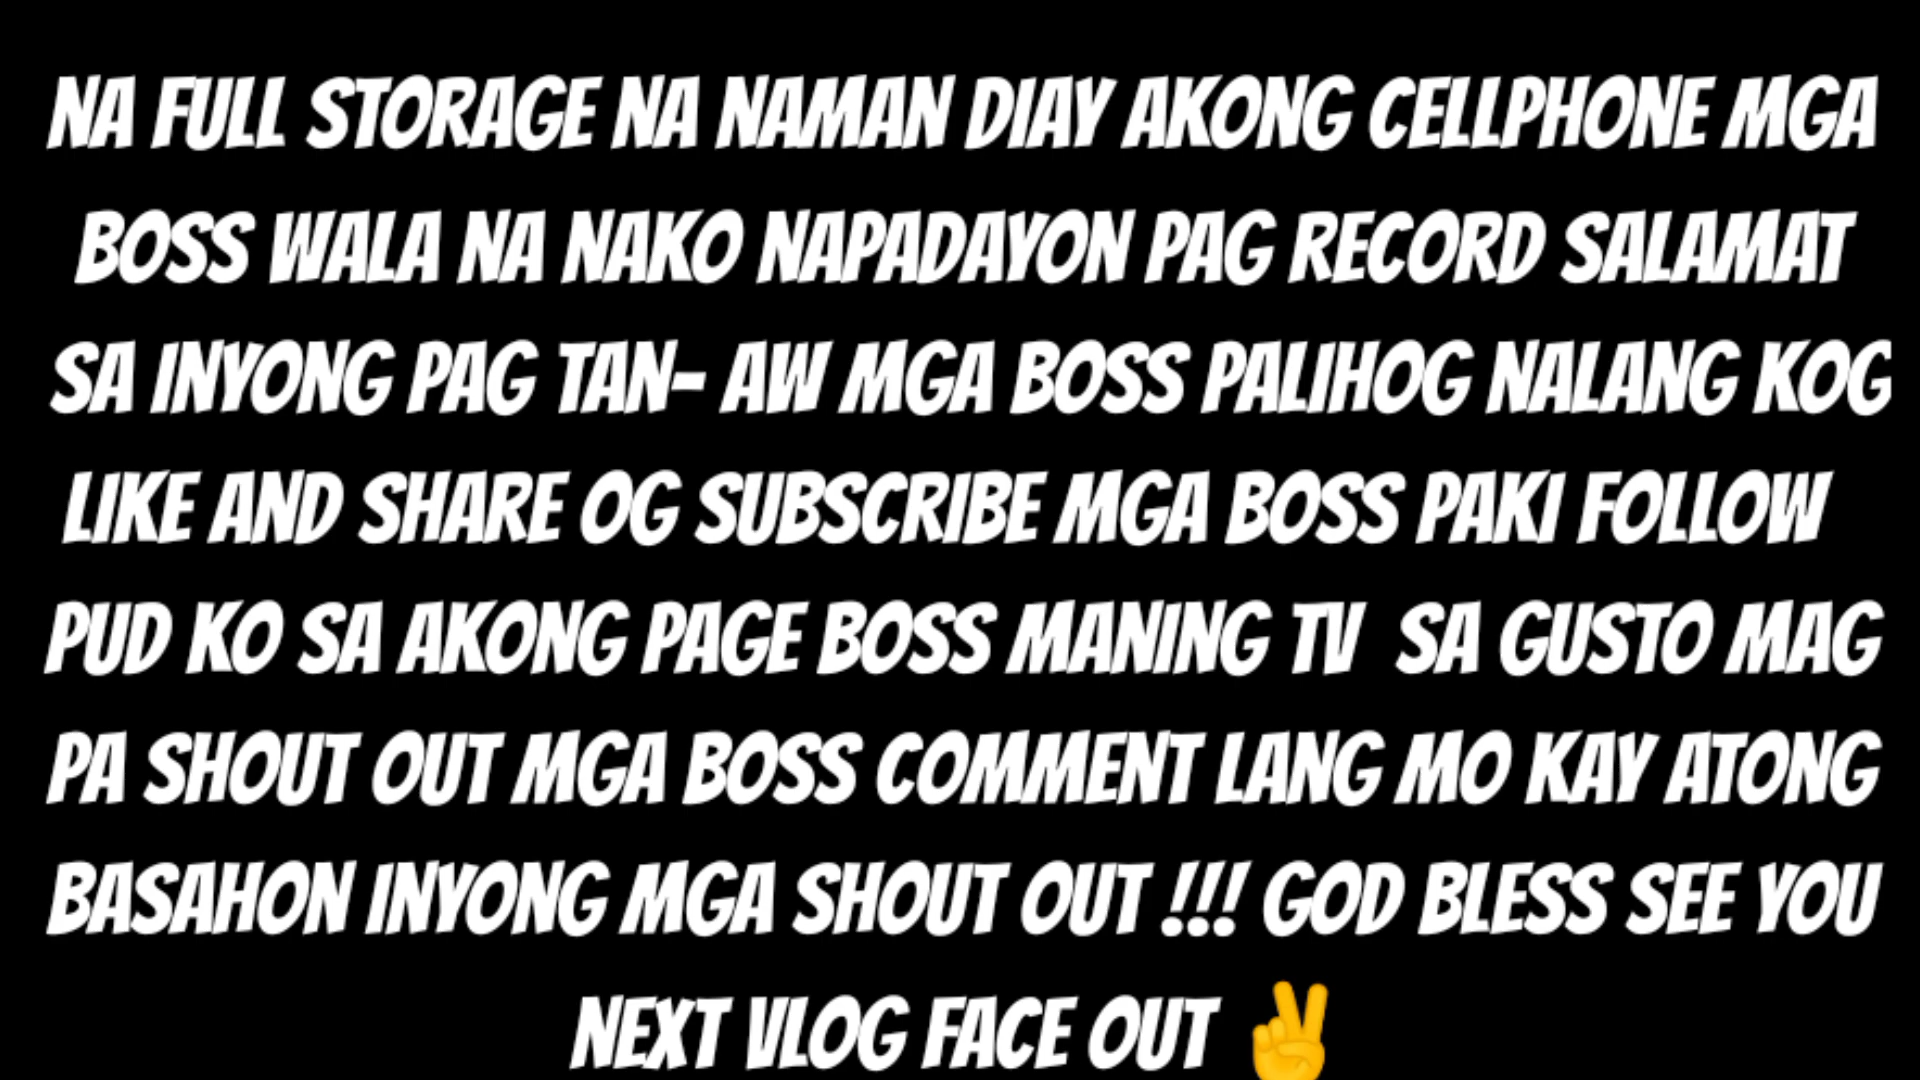 NA FULL STORAGE NA NAMAN DIAY AKONG CELLPHONE MGA
BOSS WALA NA NAKO NAPADAYON PAG RECORD SALAMAT
SA INYONG PAG TAN- AW MGA BOSS PALIHOG NALANG KOG
LIKE AND SHARE OG SUBSCRIBE MGA BOSS PAKI FOLLOW
PUD KO SA AKONG PAGE BOSS MANING TV SA GUSTO MAG
PA SHOUT OUT MGA BOSS COMMENT LANG MO KAY ATONG
BASAHON INYONG MGA SHOUT OUT !!! GOD BLESS SEE YOU
NEXT VLOG FACE OUT ✌